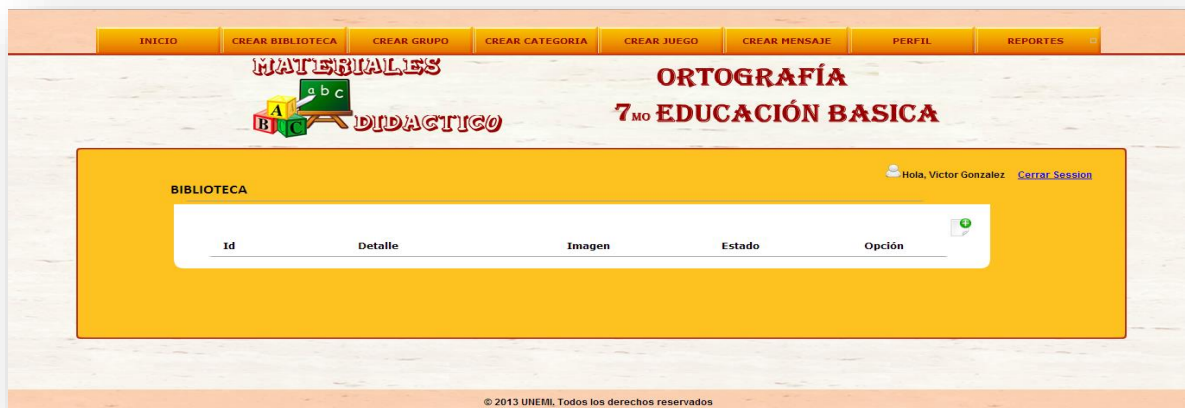 INICIO CREAR BIBLIOTECA CREAR GRUPO CREAR CATEGORIA CREAR JUEGO CREAR MENSAJE PERFIL REPORTES
MATERIALES
a b c
A
B C
DIDACTICO
ORTOGRAFÍA
7MO EDUCACIÓN BASICA
Hola, Victor Gonzalez Cerrar Session
BIBLIOTECA
Id Detalle Imagen Estado Opción
© 2013 UNEMI, Todos los derechos reservados